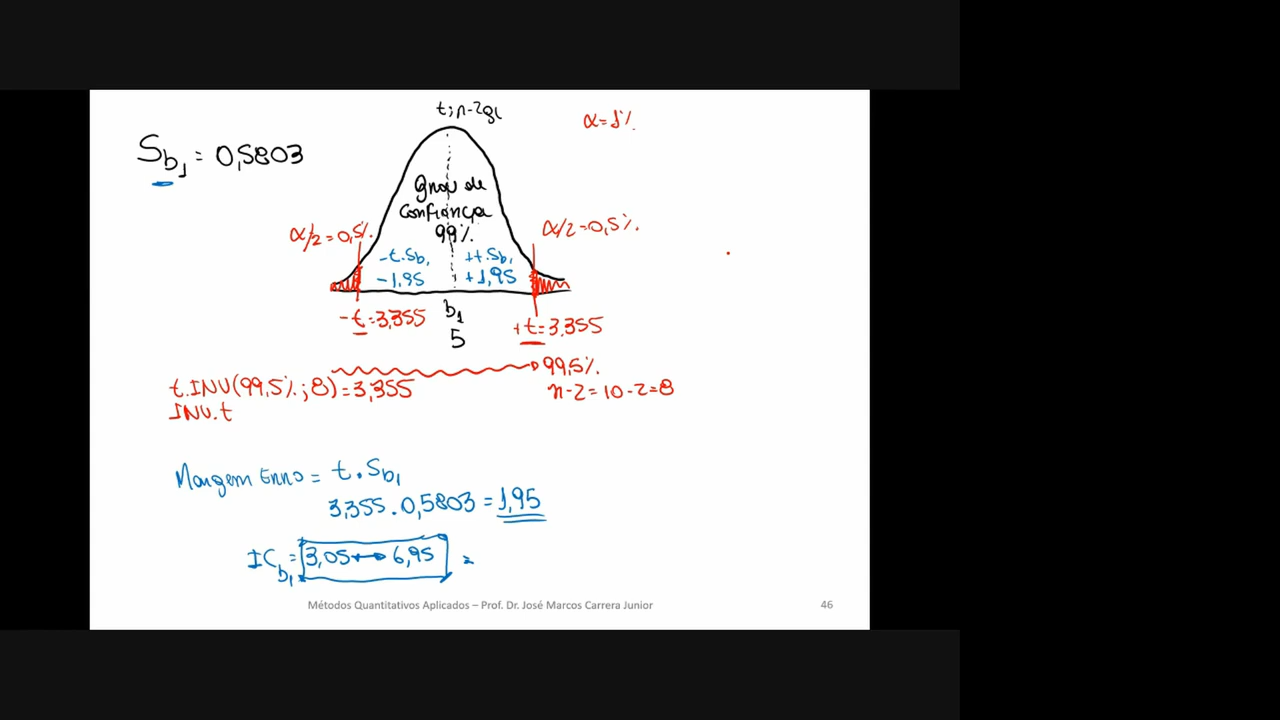 t; n-2gl
α=1%
Sb1 = 0,5803
grau de
confiança
99%
α/2=0,5%
α/2=0,5%.
-t.Sb1
+t.Sb1
-1,95
+1,95
-t=3,355
b1
+t=3,355
5
99,5%.
t.INV(99,5%;8)=3,355
n-2=10-2=8
INV.t
Margem Erro = t.Sb1
3,355.0,5803=1,95
ICb1= 3,05↔6,95
Métodos Quantitativos Aplicados – Prof. Dr. José Marcos Carrera Junior
46